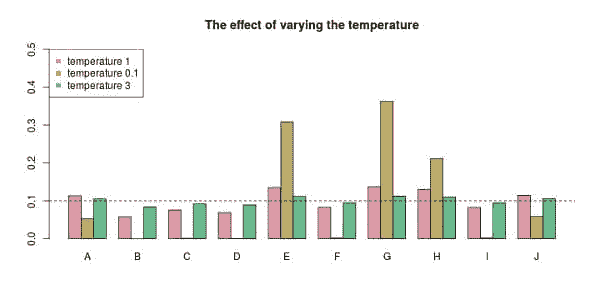 The effect of varying the temperature
0.5
temperature 1
temperature 0.1
temperature 3
0.4
0.3
0.2
0.1
0.0
A B C D E F G H I J